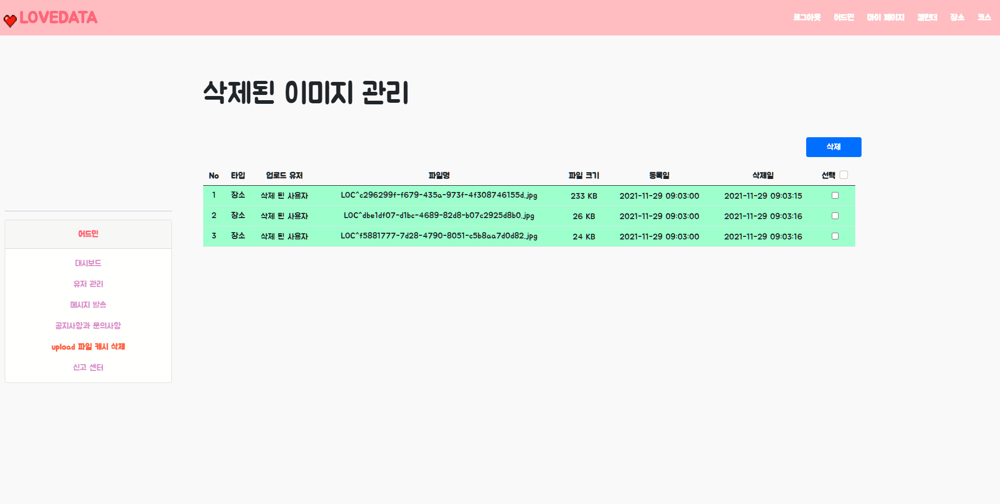 LOVEDATA
로그아웃 어드민 마이 페이지 캘린더 장소 코스
삭제된 이미지 관리
삭제
No 타입 업로드 유저 파일명 파일 크기 등록일 삭제일 선택
1 장소 삭제 된 사용자 LOC^c296299f-f679-435a-973f-4f308746155d.jpg 233 KB 2021-11-29 09:03:00 2021-11-29 09:03:15
2 장소 삭제 된 사용자 LOC^dbe1df07-d1bc-4689-82d8-b07c2925d8b0.jpg 26 KB 2021-11-29 09:03:00 2021-11-29 09:03:16
3 장소 삭제 된 사용자 LOC^f5881777-7d28-4790-8051-c5b8aa7d0d82.jpg 24 KB 2021-11-29 09:03:00 2021-11-29 09:03:16
어드민
대시보드
유저 관리
메시지 발송
공지사항과 문의사항
upload 파일 캐시 삭제
신고 센터